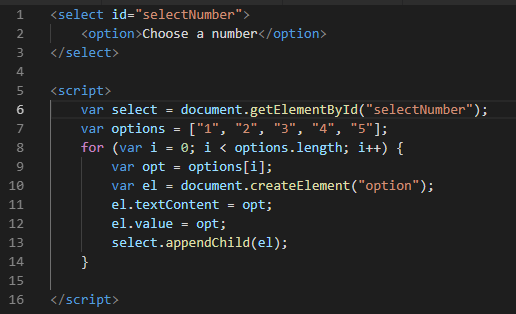 1 <select id="selectNumber">
2     <option>Choose a number</option>
3 </select>
4
5 <script>
6     var select = document.getElementById("selectNumber");
7     var options = ["1", "2", "3", "4", "5"];
8     for (var i = 0; i < options.length; i++) {
9         var opt = options[i];
10         var el = document.createElement("option");
11         el.textContent = opt;
12         el.value = opt;
13         select.appendChild(el);
14     }
15
16 </script>